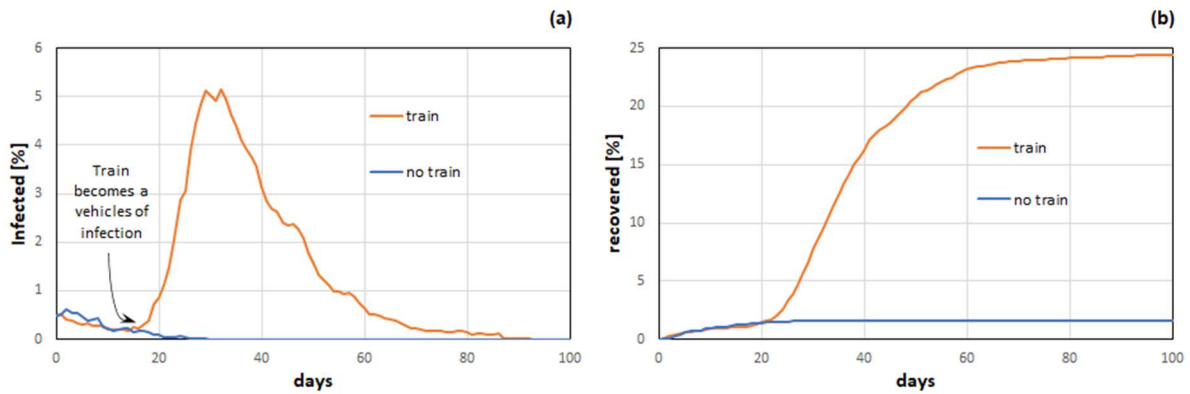 (a)
6
5
4
3
2
1
0
Infected [%]
train
no train
Train
becomes a
vehicles of
infection
0 20 40 60 80 100
days
(b)
25
20
15
10
5
0
recovered [%]
train
no train
0 20 40 60 80 100
days